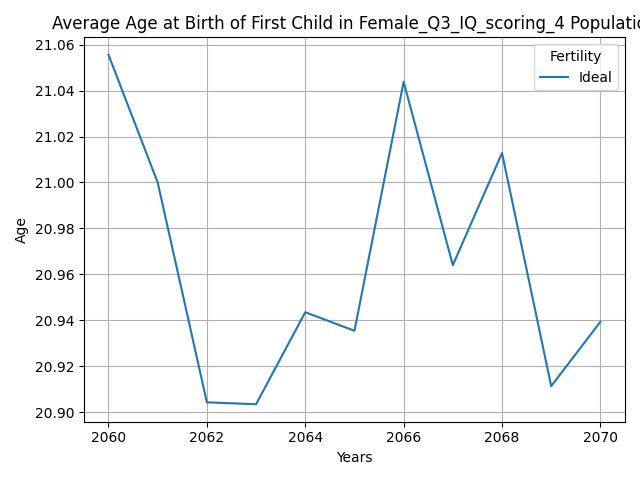 Average Age at Birth of First Child in Female_Q3_IQ_scoring_4 Populatio
21.06
21.04
21.02
21.00
20.98
20.96
20.94
20.92
20.90
Age
Fertility
Ideal
2060 2062 2064 2066 2068 2070
Years